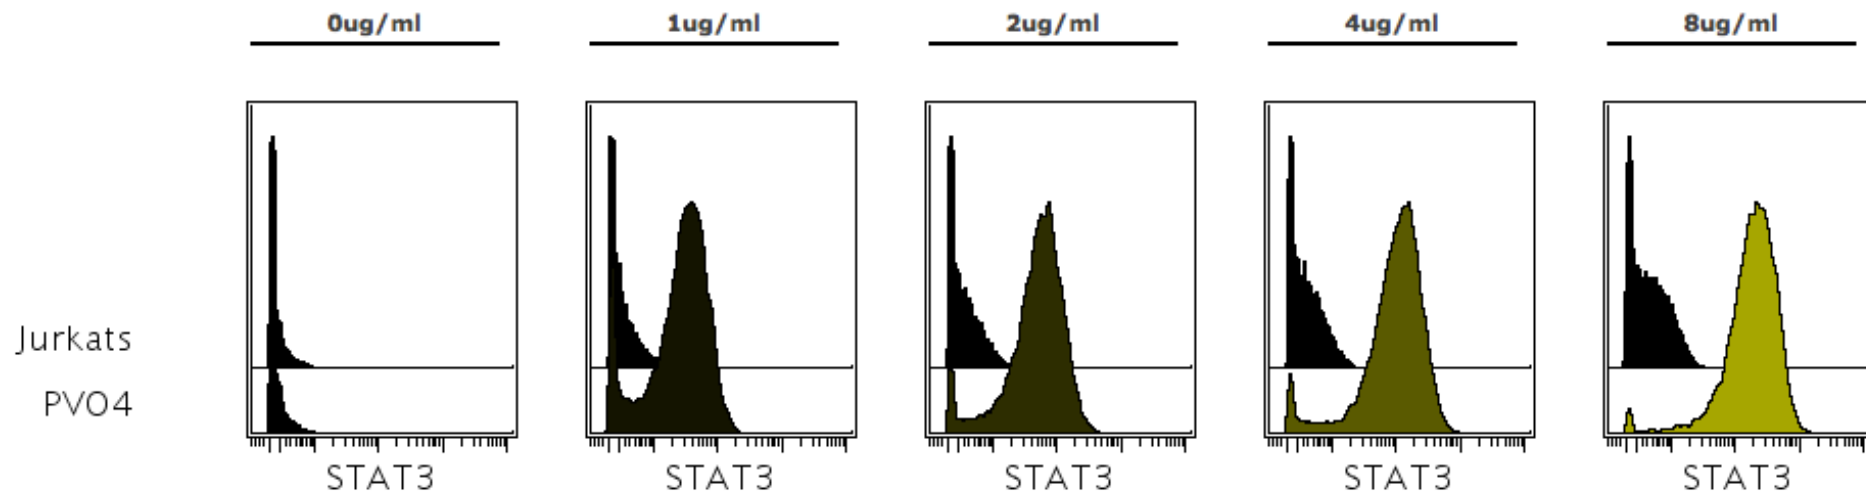 0ug/ml 1ug/ml 2ug/ml 4ug/ml 8ug/ml
Jurkats
PVO4
STAT3 STAT3 STAT3 STAT3 STAT3